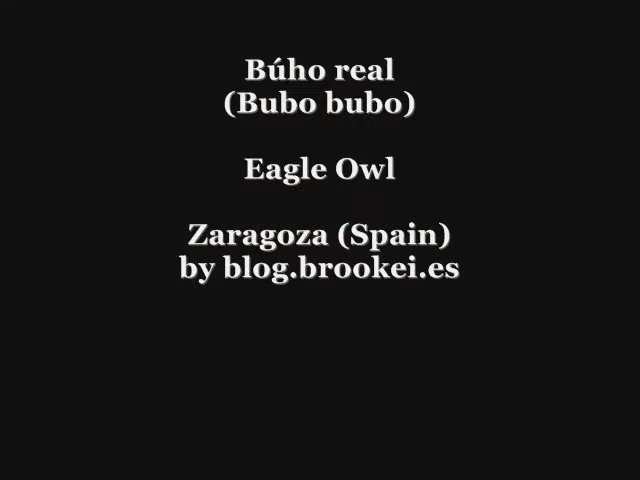 Búho real
(Bubo bubo)
Eagle Owl
Zaragoza (Spain)
by blog.brookei.es